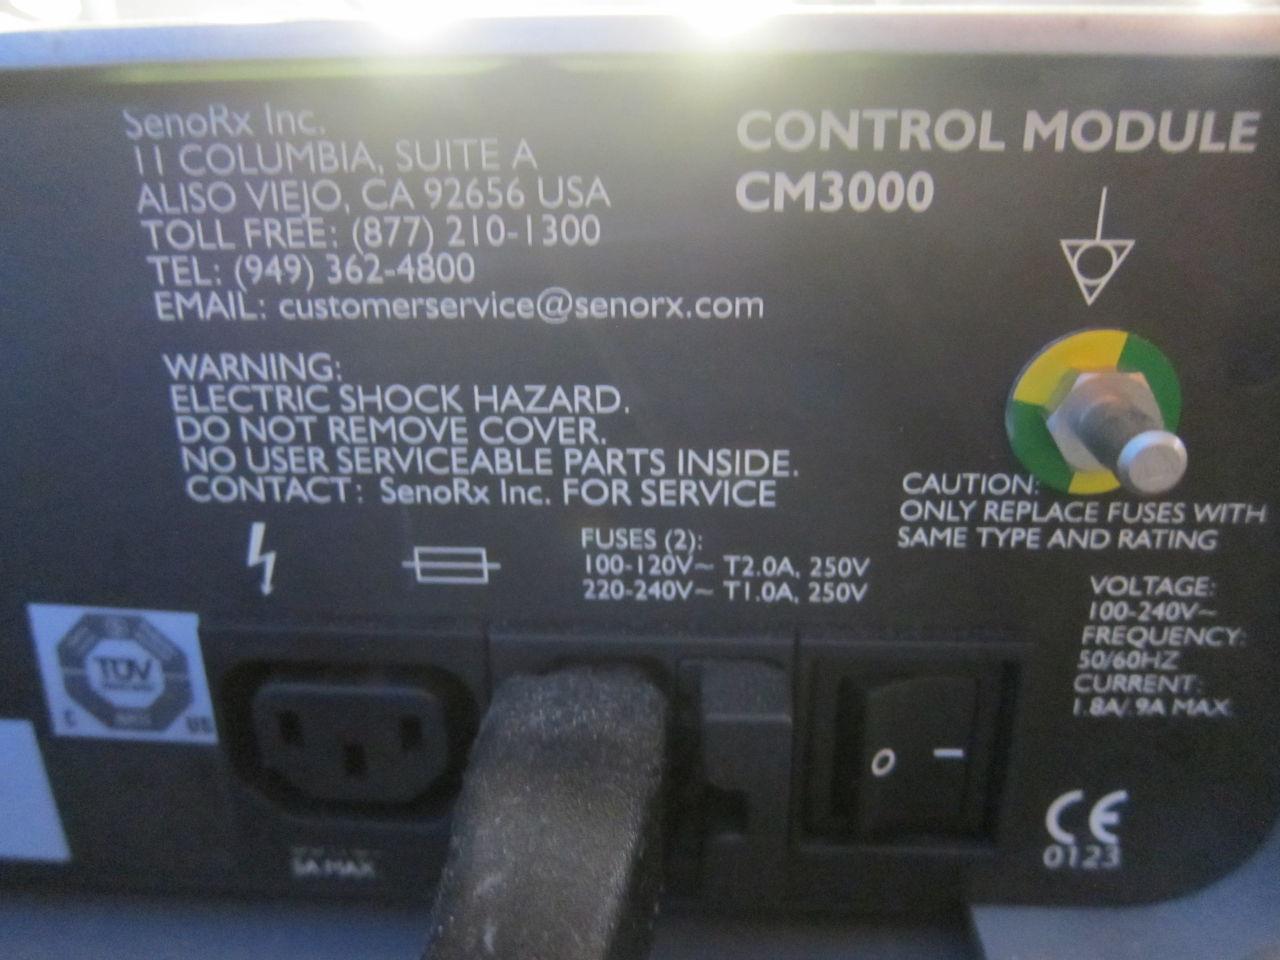 SenoRx Inc.
11 COLUMBIA, SUITE A
ALISO VIEJO, CA 92656 USA
TOLL FREE: (877) 210-1300
TEL: (949) 362-4800
EMAIL: customerservice@senorx.com
CONTROL MODULE
CM3000
WARNING:
ELECTRIC SHOCK HAZARD.
DO NOT REMOVE COVER.
NO USER SERVICEABLE PARTS INSIDE.
CONTACT: SenoRx Inc. FOR SERVICE
CAUTION:
ONLY REPLACE FUSES WITH
SAME TYPE AND RATING
FUSES (2):
100-120V~ T2.0A, 250V
220-240V~ T1.0A, 250V
VOLTAGE:
100-240V~
FREQUENCY:
50/60HZ
CURRENT:
1.8A/.9A MAX
TÜV
C US
5A MAX
O –
CE
0123